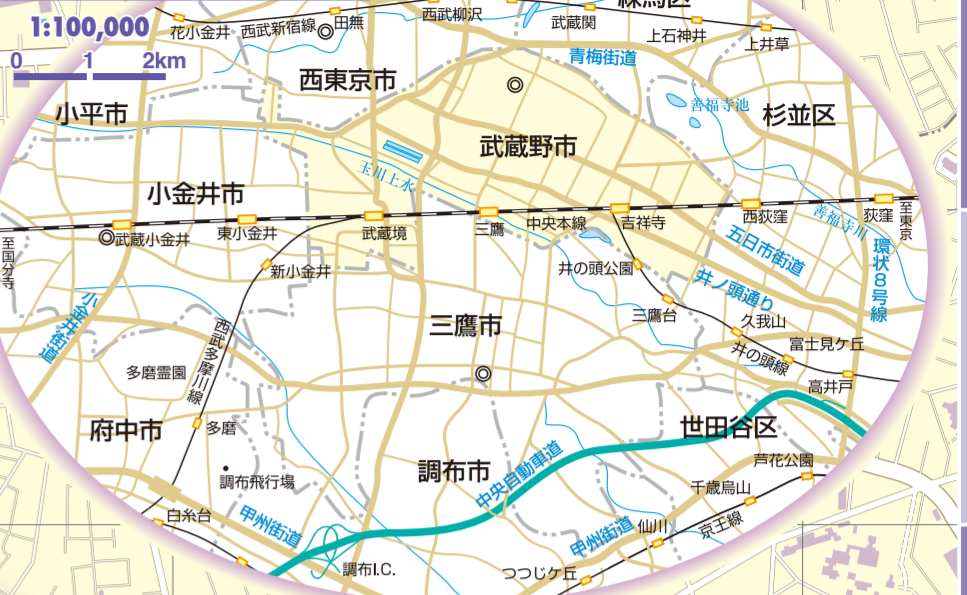 練馬区
1:100,000
0 1 2km
花小金井
西武新宿線
田無
西武柳沢
武蔵関
上石神井
上井草
青梅街道
西東京市
小平市
善福寺池
杉並区
武蔵野市
玉川上水
小金井市
武蔵小金井
東小金井
武蔵境
三鷹
中央本線
吉祥寺
西荻窪
善福寺川
荻窪
至東京
至国分寺
五日市街道
環状8号線
新小金井
井の頭公園
井ノ頭通り
小金井街道
三鷹台
久我山
三鷹市
西武多摩川線
井の頭線
富士見ケ丘
多磨霊園
高井戸
府中市
多磨
世田谷区
調布市
中央自動車道
芦花公園
調布飛行場
千歳烏山
白糸台
甲州街道
甲州街道
仙川
京王線
調布I.C.
つつじケ丘